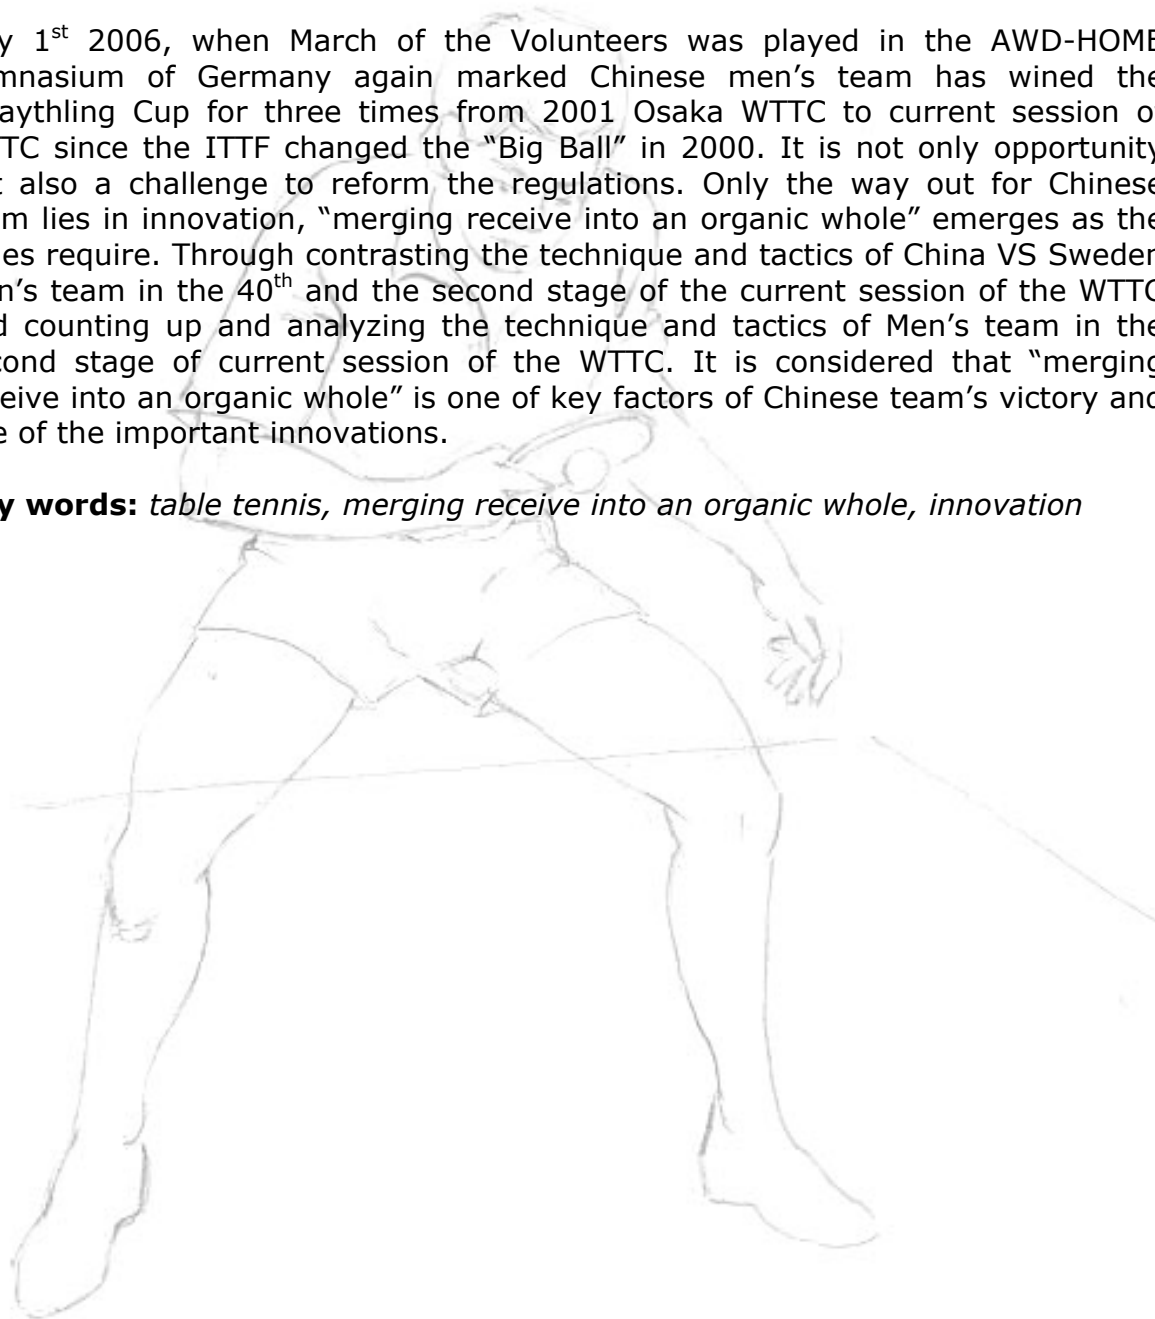 y 1st 2006, when March of the Volunteers was played in the AWD-HOME
mnasium of Germany again marked Chinese men’s team has wined the
aythling Cup for three times from 2001 Osaka WTTC to current session of
TC since the ITTF changed the “Big Ball” in 2000. It is not only opportunity
t also a challenge to reform the regulations. Only the way out for Chinese
m lies in innovation, “merging receive into an organic whole” emerges as the
es require. Through contrasting the technique and tactics of China VS Sweden
n’s team in the 40th and the second stage of the current session of the WTTC
d counting up and analyzing the technique and tactics of Men’s team in the
cond stage of current session of the WTTC. It is considered that “merging
eive into an organic whole” is one of key factors of Chinese team’s victory and
e of the important innovations.
y words: table tennis, merging receive into an organic whole, innovation